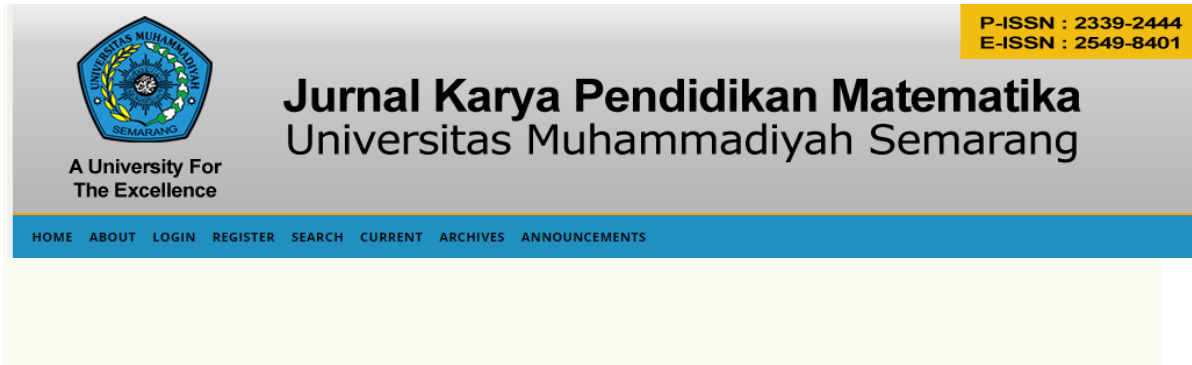 P-ISSN : 2339-2444
E-ISSN : 2549-8401
UNIVERSITAS MUHAMMADIYAH
SEMARANG
A University For
The Excellence
Jurnal Karya Pendidikan Matematika
Universitas Muhammadiyah Semarang
HOME ABOUT LOGIN REGISTER SEARCH CURRENT ARCHIVES ANNOUNCEMENTS